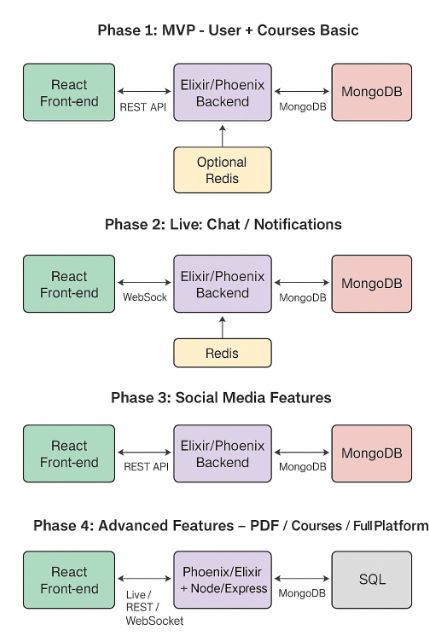 Phase 1: MVP - User + Courses Basic
React
Front-end
REST API
Elixir/Phoenix
Backend
MongoDB
MongoDB
Optional
Redis
Phase 2: Live: Chat / Notifications
React
Front-end
WebSock
Elixir/Phoenix
Backend
MongoDB
MongoDB
Redis
Phase 3: Social Media Features
React
Front-end
REST API
Elixir/Phoenix
Backend
MongoDB
MongoDB
Phase 4: Advanced Features – PDF / Courses / Full Platform
React
Front-end
Live /
REST /
WebSocket
Phoenix/Elixir
+ Node/Express
MongoDB
SQL